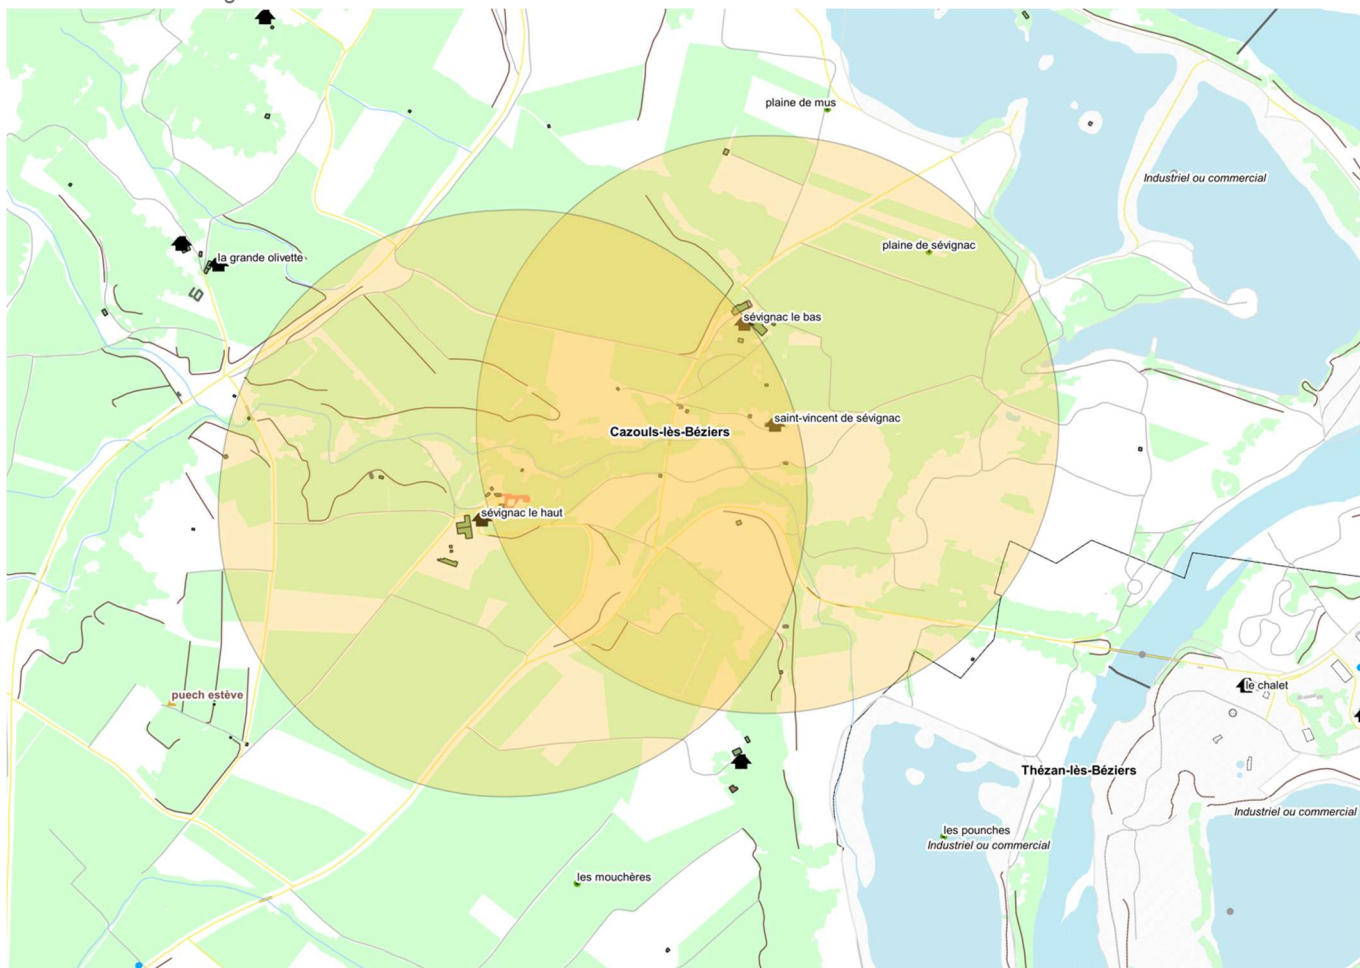 plaine de mus
Industriel ou commercial
plaine de sévignac
la grande olivette
sévignac le bas
saint-vincent de sévignac
Cazouls-lès-Béziers
sévignac le haut
puech estève
le chalet
Thézan-lès-Béziers
Industriel ou commercial
les pounches
Industriel ou commercial
les mouchères